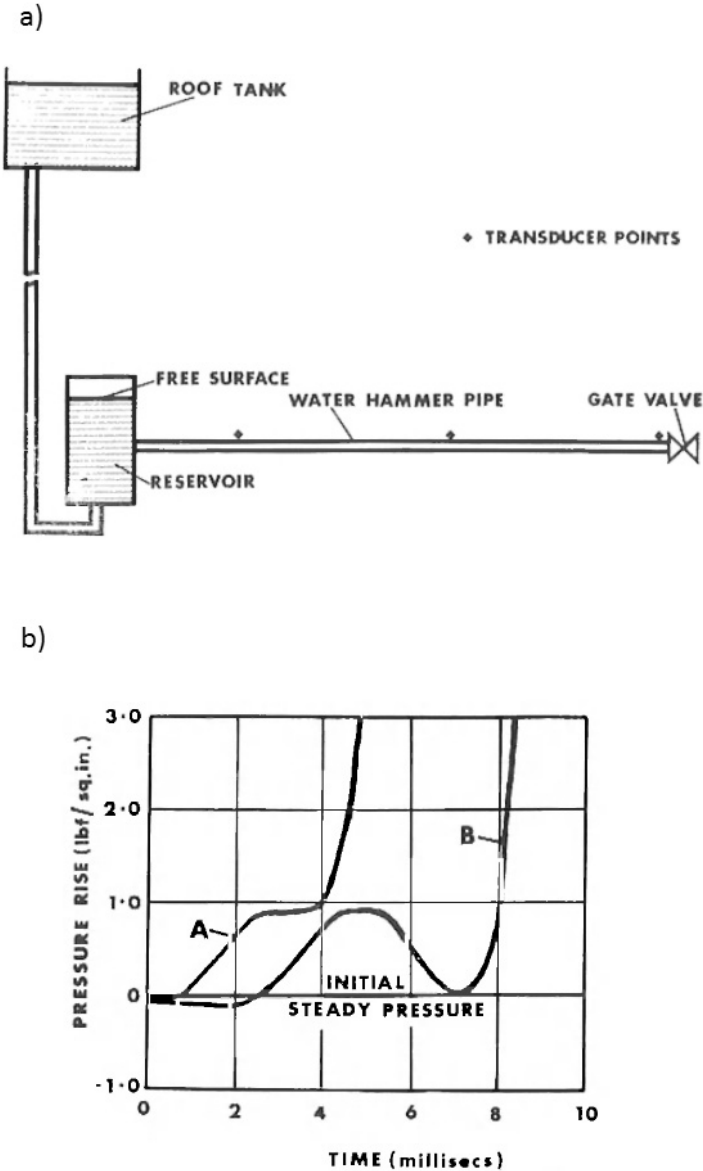 a)
ROOF TANK
◆ TRANSDUCER POINTS
FREE SURFACE
WATER HAMMER PIPE
GATE VALVE
RESERVOIR
b)
PRESSURE RISE (lbf/sq.in.)
3·0
2·0
1·0
0
-1·0
A
B
INITIAL
STEADY PRESSURE
0 2 4 6 8 10
TIME (millisecs)